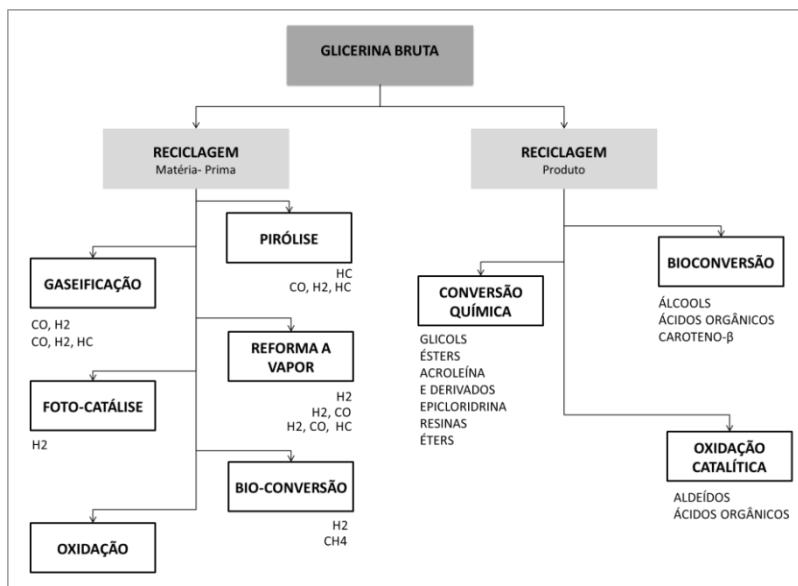 GLICERINA BRUTA
RECICLAGEM
Matéria- Prima
PIRÓLISE
HC
CO, H2, HC
GASEIFICAÇÃO
CO, H2
CO, H2, HC
REFORMA A
VAPOR
H2
H2, CO
H2, CO, HC
FOTO-CATÁLISE
H2
BIO-CONVERSÃO
H2
CH4
OXIDAÇÃO
RECICLAGEM
Produto
BIOCONVERSÃO
ÁLCOOLS
ÁCIDOS ORGÂNICOS
CAROTENO-β
CONVERSÃO
QUÍMICA
GLICOLS
ÉSTERS
ACROLEÍNA
E DERIVADOS
EPICLORIDRINA
RESINAS
ÉTERS
OXIDAÇÃO
CATALÍTICA
ALDEÍDOS
ÁCIDOS ORGÂNICOS